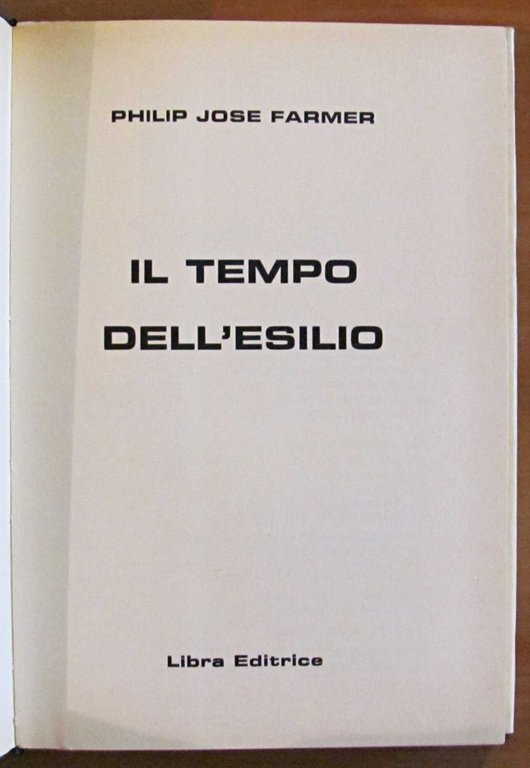 PHILIP JOSE FARMER
IL TEMPO
DELL'ESILIO
Libra Editrice